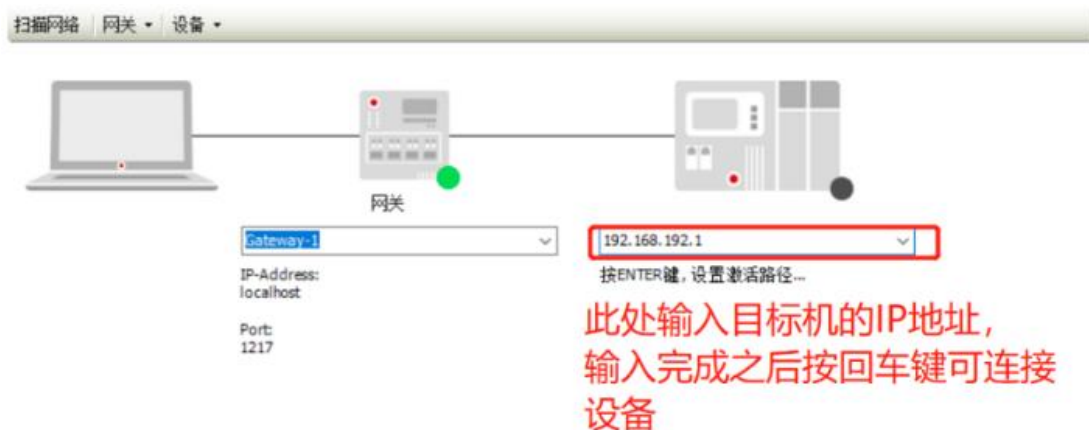 扫描网络 网关 设备
网关
Gateway-1
192.168.192.1
IP-Address:
localhost
按ENTER键，设置激活路径...
Port:
1217
此处输入目标机的IP地址，
输入完成之后按回车键可连接
设备